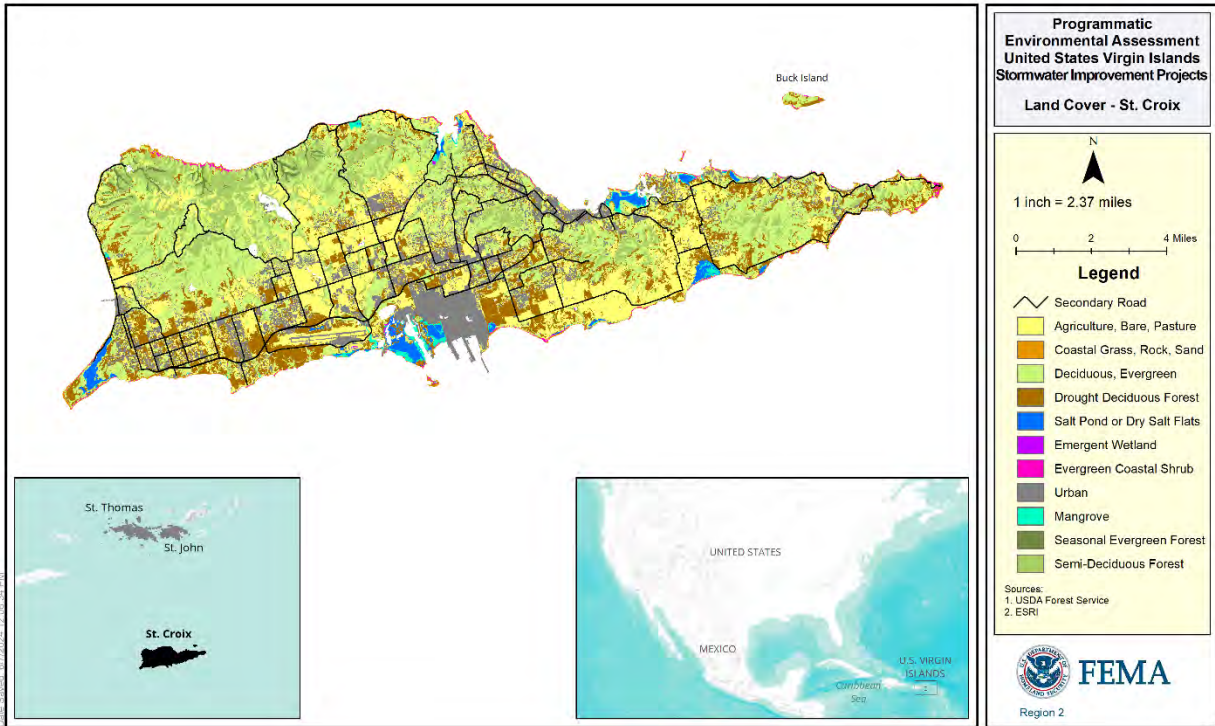 Buck Island
St. Thomas
St. John
St. Croix
UNITED STATES
MEXICO
U.S. VIRGIN
ISLANDS
Caribbean
Sea
Programmatic
Environmental Assessment
United States Virgin Islands
Stormwater Improvement Projects
Land Cover - St. Croix
N
1 inch = 2.37 miles
0 2 4 Miles
Legend
Secondary Road
Agriculture, Bare, Pasture
Coastal Grass, Rock, Sand
Deciduous, Evergreen
Drought Deciduous Forest
Salt Pond or Dry Salt Flats
Emergent Wetland
Evergreen Coastal Shrub
Urban
Mangrove
Seasonal Evergreen Forest
Semi-Deciduous Forest
Sources:
1. USDA Forest Service
2. ESRI
U.S. DEPARTMENT OF
HOMELAND SECURITY
FEMA
Region 2